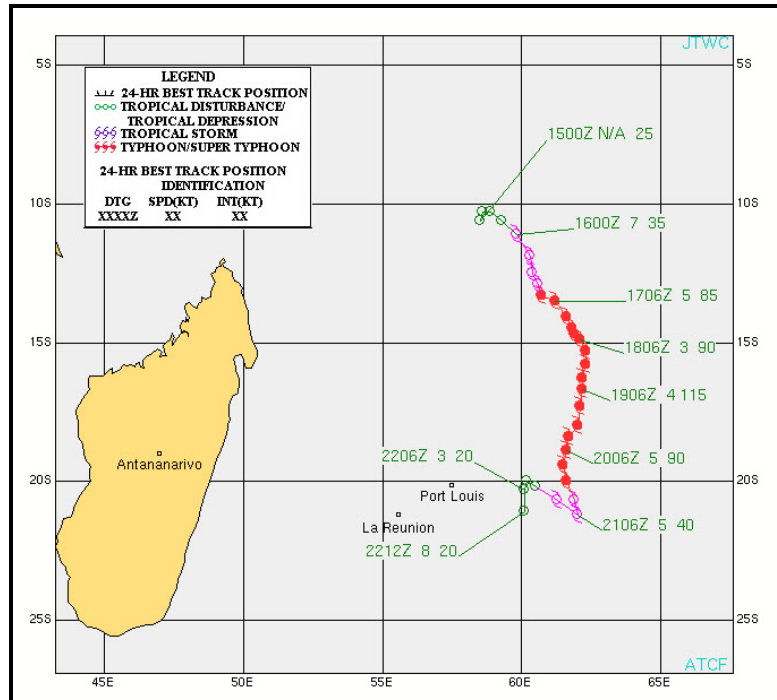 JTWC
5S
5S
LEGEND
24-HR BEST TRACK POSITION
TROPICAL DISTURBANCE/
TROPICAL DEPRESSION
TROPICAL STORM
TYPHOON/SUPER TYPHOON
24-HR BEST TRACK POSITION
IDENTIFICATION
DTG SPD(KT) INT(KT)
XXXXZ XX XX
1500Z N/A 25
10S
10S
1600Z 7 35
1706Z 5 85
15S
15S
1806Z 3 90
1906Z 4 115
2206Z 3 20
2006Z 5 90
Antananarivo
20S
20S
Port Louis
La Reunion
2106Z 5 40
2212Z 8 20
25S
25S
ATCF
45E
50E
55E
60E
65E